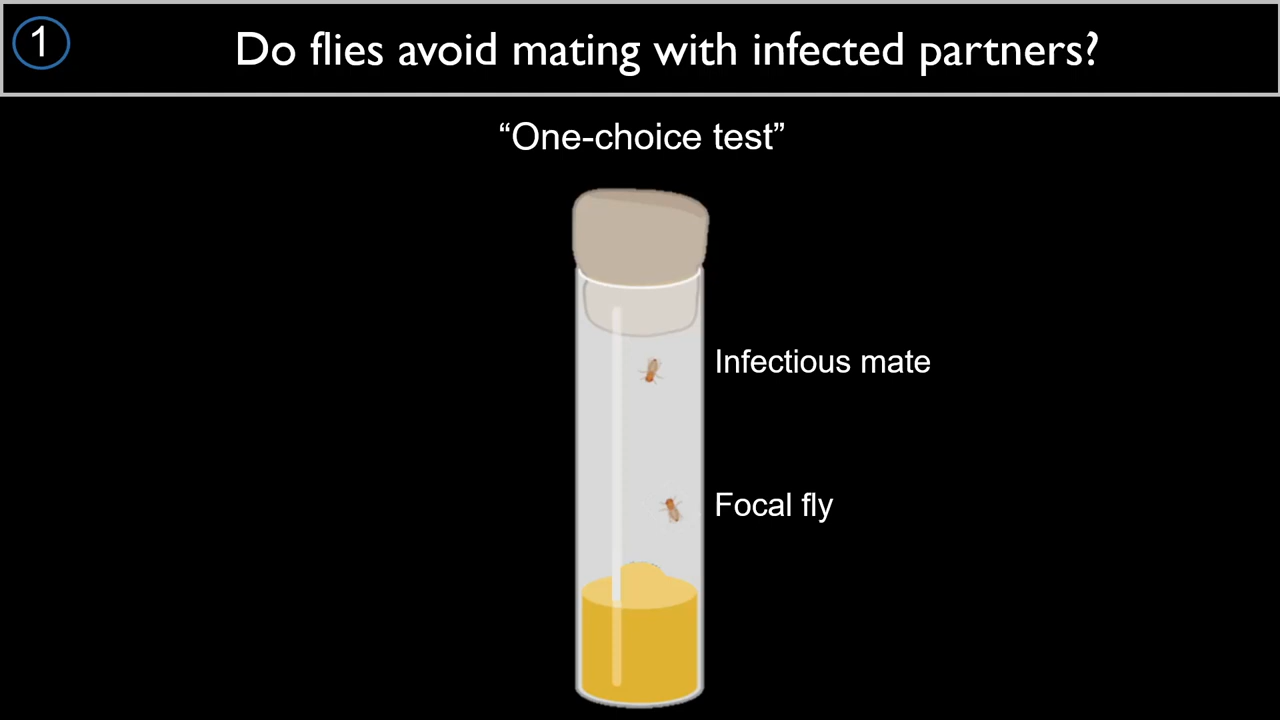 1
Do flies avoid mating with infected partners?
“One-choice test”
Infectious mate
Focal fly